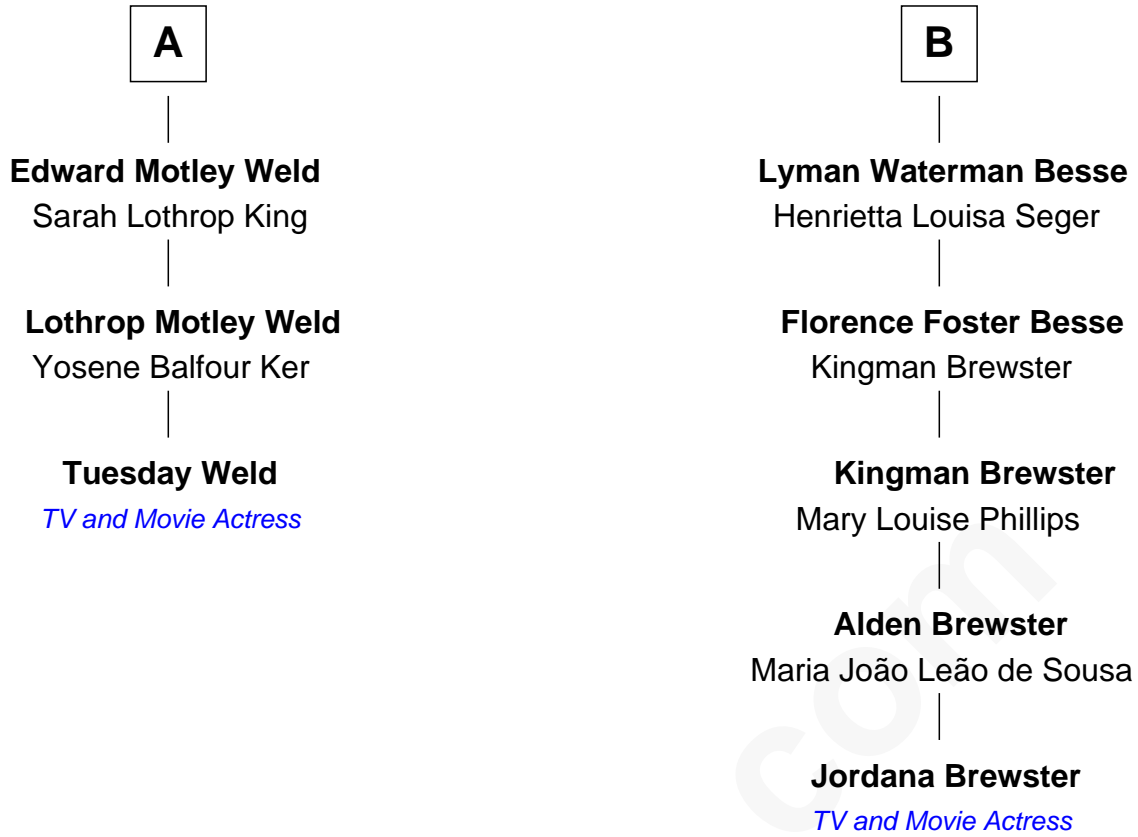 A
Edward Motley Weld
Sarah Lothrop King
Lothrop Motley Weld
Yosene Balfour Ker
Tuesday Weld
TV and Movie Actress
B
Lyman Waterman Besse
Henrietta Louisa Seger
Florence Foster Besse
Kingman Brewster
Kingman Brewster
Mary Louise Phillips
Alden Brewster
Maria João Leão de Sousa
Jordana Brewster
TV and Movie Actress
com